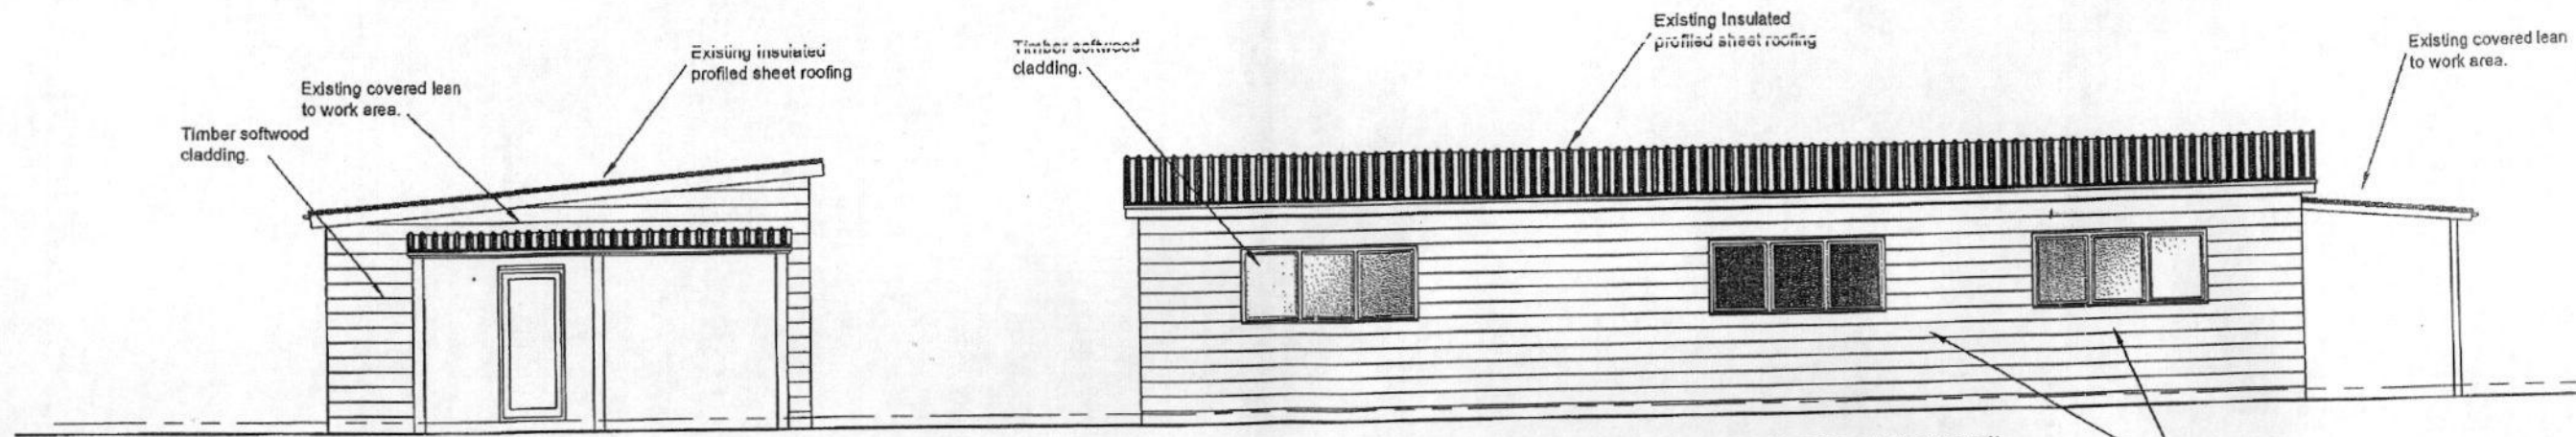 Existing insulated
profiled sheet roofing
Existing covered lean
to work area.
Timber softwood
cladding.
Timber softwood
cladding.
Existing Insulated
profiled sheet roofing
Existing covered lean
to work area.